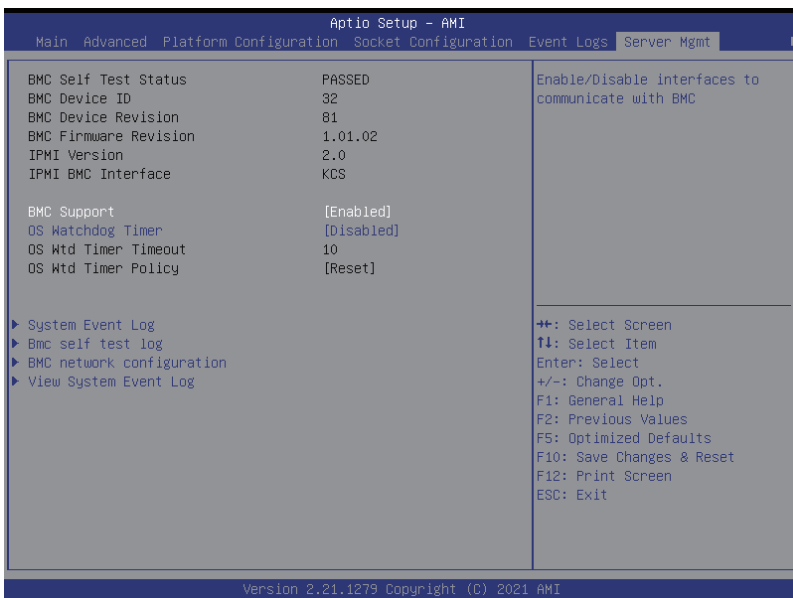 Aptio Setup - AMI
Main Advanced Platform Configuration Socket Configuration Event Logs Server Mgmt
BMC Self Test Status PASSED
BMC Device ID 32
BMC Device Revision 81
BMC Firmware Revision 1.01.02
IPMI Version 2.0
IPMI BMC Interface KCS
BMC Support [Enabled]
OS Watchdog Timer [Disabled]
OS Wtd Timer Timeout 10
OS Wtd Timer Policy [Reset]
System Event Log
Bmc self test log
BMC network configuration
View System Event Log
Enable/Disable interfaces to
communicate with BMC
→←: Select Screen
↑↓: Select Item
Enter: Select
+/-: Change Opt.
F1: General Help
F2: Previous Values
F5: Optimized Defaults
F10: Save Changes & Reset
F12: Print Screen
ESC: Exit
Version 2.21.1279 Copyright (C) 2021 AMI